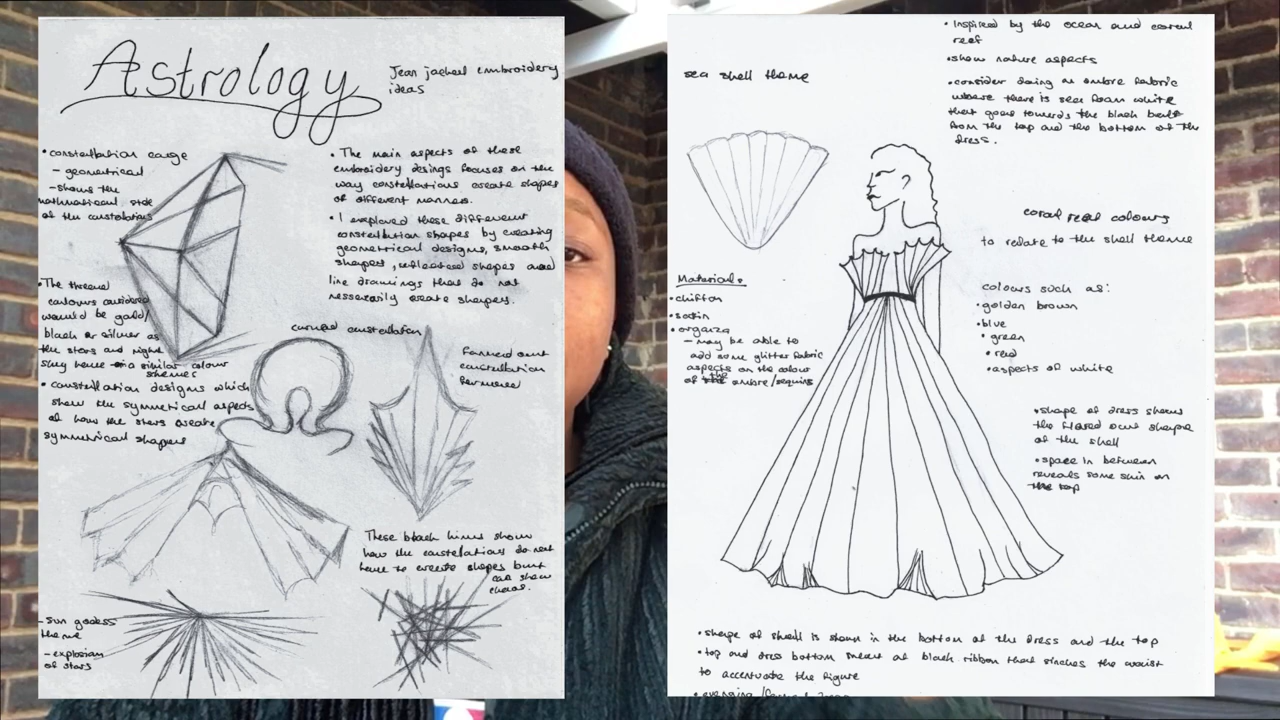 Astrology
Jean jacket embroidery
ideas
• constellation large
- geometrical
- shows the
mathmatical side
of the constellations
• The main aspects of these
embroidery desings focuses on the
way constellations create shapes
of different manners.
• I explored these different
constellation shapes by creating
geometrical designs, smooth
shapes, reflected shapes and
line drawings that do not
nessesarily create shapes.
• The thread
colours considered
would be gold/
black or silver as
the stars and night
sky have a similar colour
schemes
• constellation designs which
show the symmetrical aspects
of how the stars create
symmetrical shapes
curved constellation
fanned out
constellation
These black lines show
how the constellations do not
have to create shapes but
can show
chaos.
- sun godess
theme
- explosion
of stars
sea shell theme
• Inspired by the ocean and coral
reef
• show nature aspects
• consider doing an ombre fabric
where there is sea foam white
that goes towards the black belt
from the top and the bottom of the
dress.
coral reef colours
to relate to the shell theme
Materials:
• chiffon
• satin
• organza
- may be able to
add some glitter fabric
aspects on the colour
of the ombre/sequins
colours such as:
• golden brown
• blue
• green
• red
• aspects of white
• shape of dress shows
the flared out shape
of the shell
• space in between
reveals some skin on
the top
• shape of shell is shown in the bottom of the dress and the top
• top and dress bottom meet at black ribbon that sinches the waist
to accentuate the figure